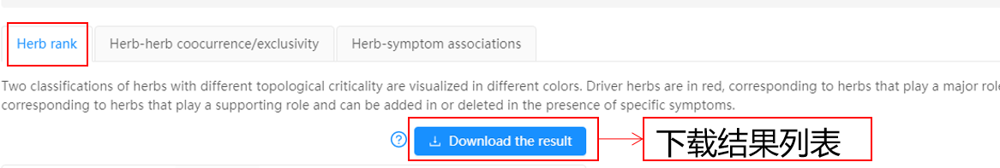 Herb rank Herb-herb coocurrence/exclusivity Herb-symptom associations
Two classifications of herbs with different topological criticality are visualized in different colors. Driver herbs are in red, corresponding to herbs that play a major role
corresponding to herbs that play a supporting role and can be added in or deleted in the presence of specific symptoms.
Download the result 下载结果列表